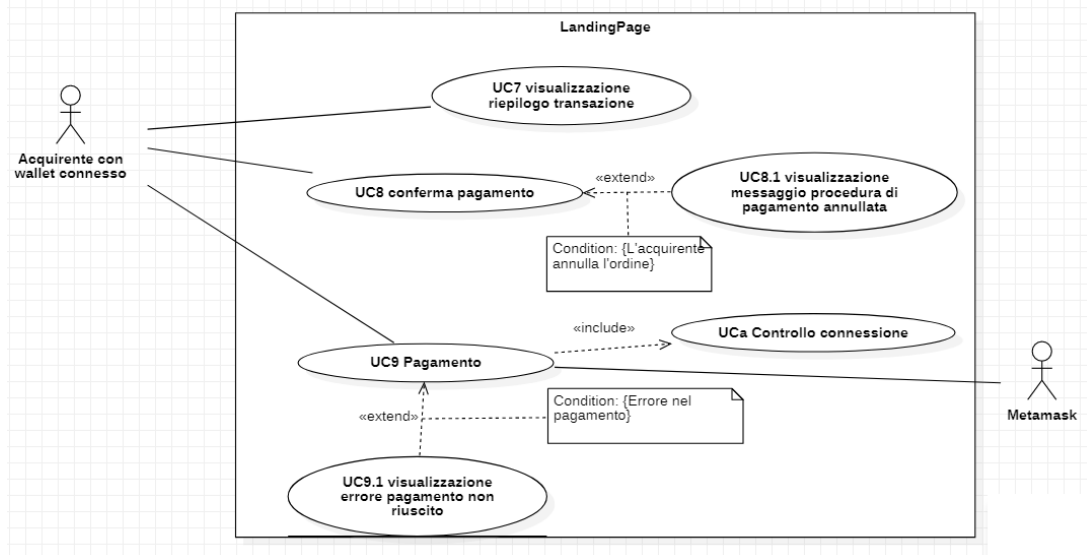 LandingPage
UC7 visualizzazione
riepilogo transazione
Acquirente con
wallet connesso
UC8 conferma pagamento
«extend»
UC8.1 visualizzazione
messaggio procedura di
pagamento annullata
Condition: {L'acquirente
annulla l'ordine}
«include»
UCa Controllo connessione
UC9 Pagamento
Metamask
«extend»
Condition: {Errore nel
pagamento}
UC9.1 visualizzazione
errore pagamento non
riuscito